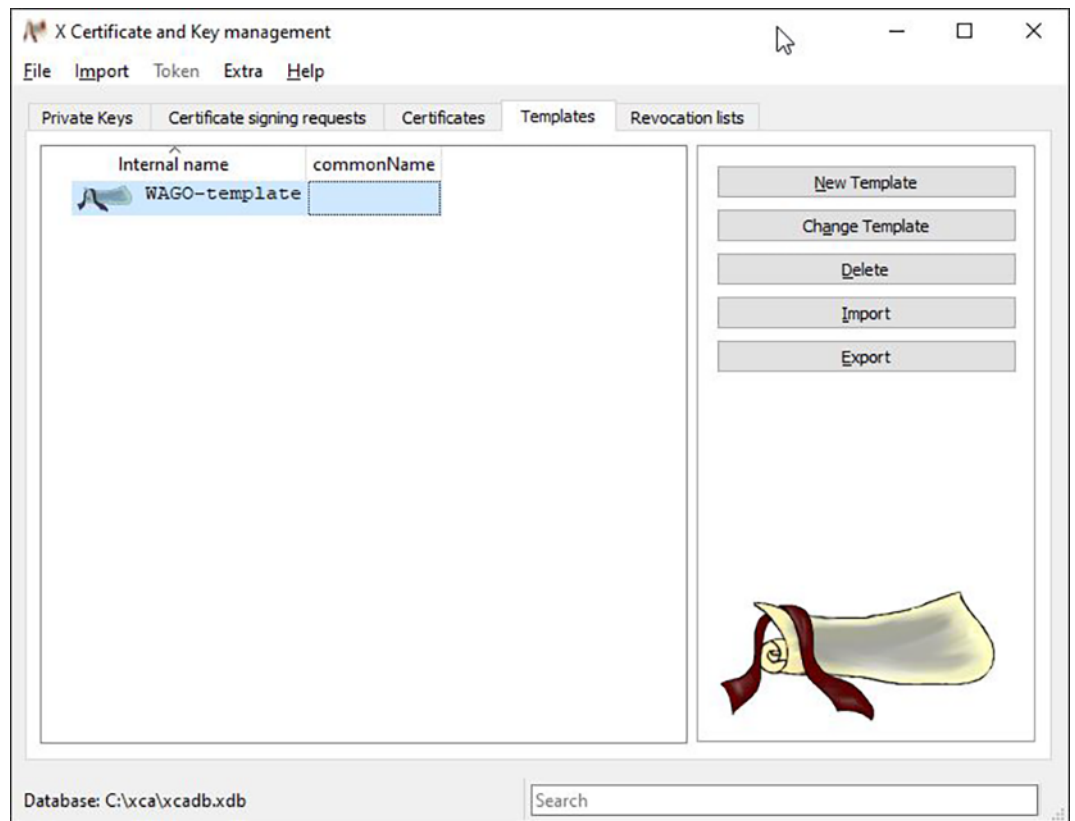 X Certificate and Key management
File Import Token Extra Help
Private Keys Certificate signing requests Certificates Templates Revocation lists
Internal name commonName
WAGO-template
New Template
Change Template
Delete
Import
Export
Database: C:\xca\xcadb.xdb
Search